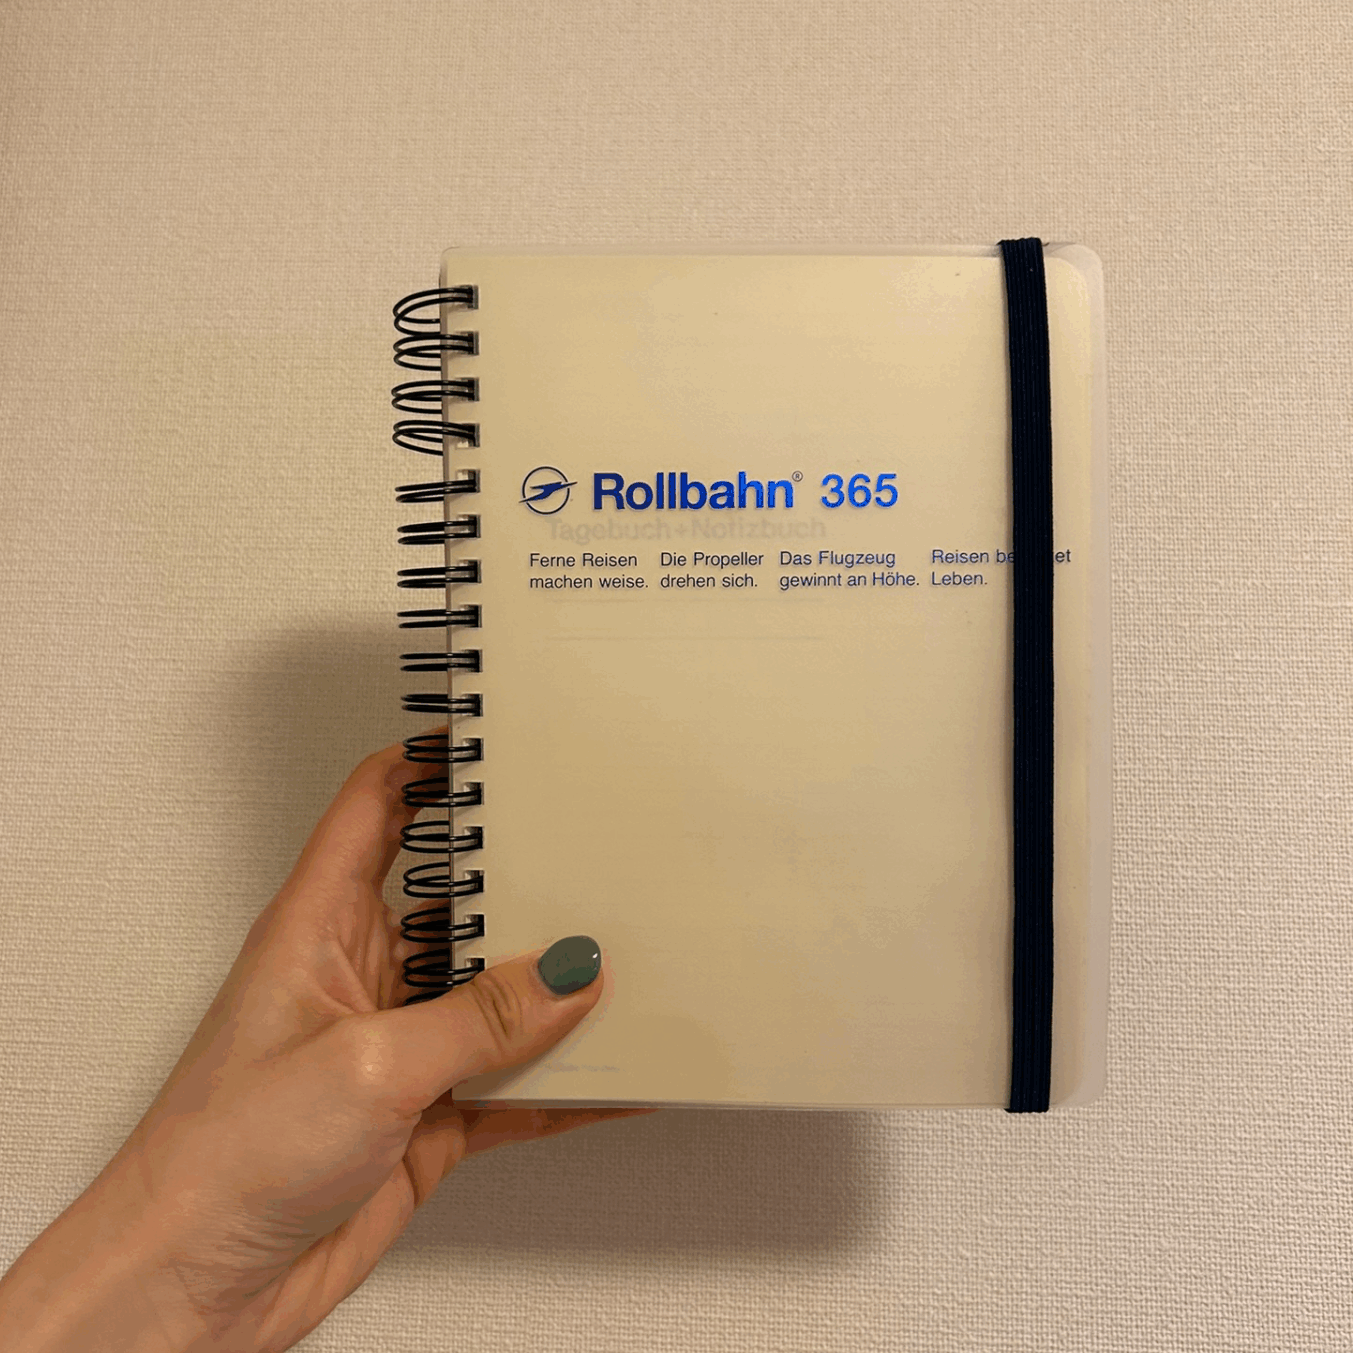 Rollbahn® 365
Tagebuch+Notizbuch
Ferne Reisen Die Propeller Das Flugzeug Reisen
machen weise. drehen sich. gewinnt an Höhe. Leben.